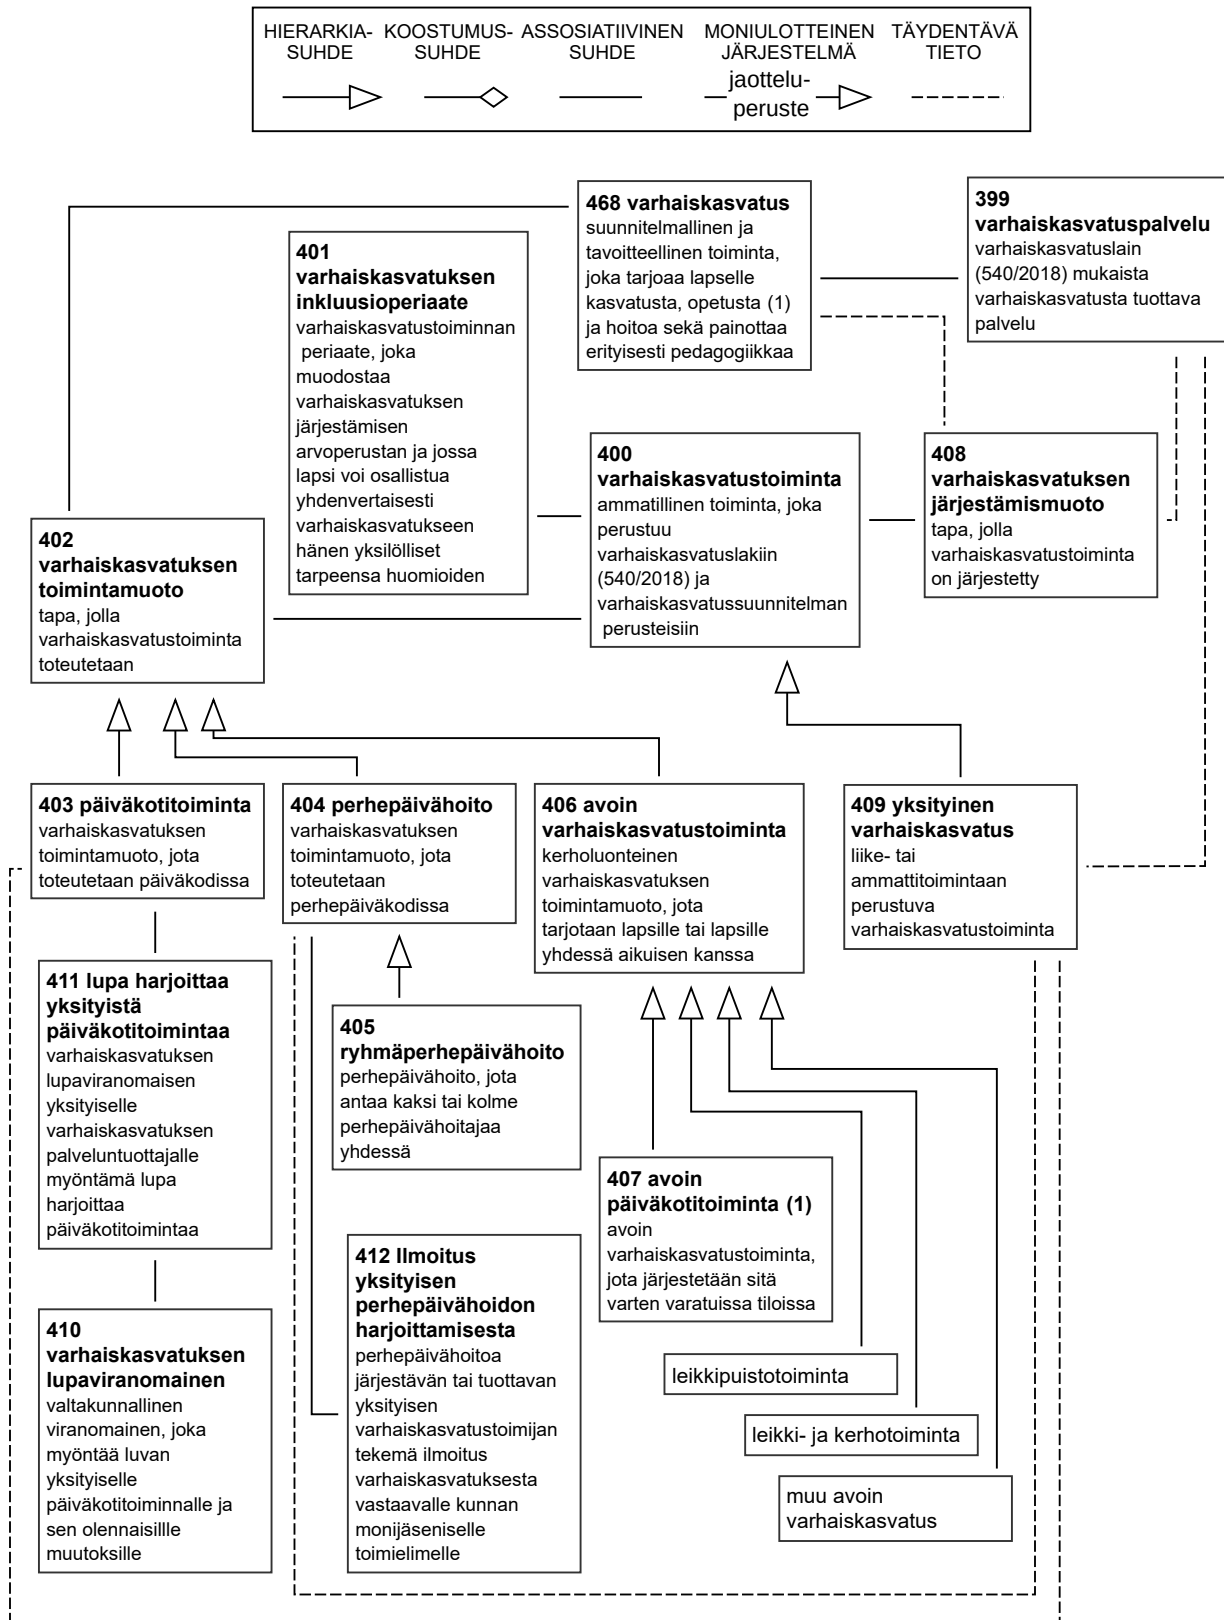 HIERARKIA-
SUHDE
KOOSTUMUS-
SUHDE
ASSOSIATIIVINEN
SUHDE
MONIULOTTEINEN
JÄRJESTELMÄ
TÄYDENTÄVÄ
TIETO
jaottelu-
peruste
468 varhaiskasvatus
suunnitelmallinen ja
tavoitteellinen toiminta,
joka tarjoaa lapselle
kasvatusta, opetusta (1)
ja hoitoa sekä painottaa
erityisesti pedagogiikkaa
399
varhaiskasvatuspalvelu
varhaiskasvatuslain
(540/2018) mukaista
varhaiskasvatusta tuottava
palvelu
401
varhaiskasvatuksen
inkluusioperiaate
varhaiskasvatustoiminnan
periaate, joka
muodostaa
varhaiskasvatuksen
järjestämisen
arvoperustan ja jossa
lapsi voi osallistua
yhdenvertaisesti
varhaiskasvatukseen
hänen yksilölliset
tarpeensa huomioiden
400
varhaiskasvatustoiminta
ammatillinen toiminta, joka
perustuu
varhaiskasvatuslakiin
(540/2018) ja
varhaiskasvatussuunnitelman
perusteisiin
408
varhaiskasvatuksen
järjestämismuoto
tapa, jolla
varhaiskasvatustoiminta
on järjestetty
402
varhaiskasvatuksen
toimintamuoto
tapa, jolla
varhaiskasvatustoiminta
toteutetaan
403 päiväkotitoiminta
varhaiskasvatuksen
toimintamuoto, jota
toteutetaan päiväkodissa
404 perhepäivähoito
varhaiskasvatuksen
toimintamuoto, jota
toteutetaan
perhepäiväkodissa
406 avoin
varhaiskasvatustoiminta
kerholuonteinen
varhaiskasvatuksen
toimintamuoto, jota
tarjotaan lapsille tai lapsille
yhdessä aikuisen kanssa
409 yksityinen
varhaiskasvatus
liike- tai
ammattitoimintaan
perustuva
varhaiskasvatustoiminta
411 lupa harjoittaa
yksityistä
päiväkotitoimintaa
varhaiskasvatuksen
lupaviranomaisen
yksityiselle
varhaiskasvatuksen
palveluntuottajalle
myöntämä lupa
harjoittaa
päiväkotitoimintaa
405
ryhmäperhepäivähoito
perhepäivähoito, jota
antaa kaksi tai kolme
perhepäivähoitajaa
yhdessä
407 avoin
päiväkotitoiminta (1)
avoin
varhaiskasvatustoiminta,
jota järjestetään sitä
varten varatuissa tiloissa
412 Ilmoitus
yksityisen
perhepäivähoidon
harjoittamisesta
perhepäivähoitoa
järjestävän tai tuottavan
yksityisen
varhaiskasvatustoimijan
tekemä ilmoitus
varhaiskasvatuksesta
vastaavalle kunnan
monijäseniselle
toimielimelle
410
varhaiskasvatuksen
lupaviranomainen
valtakunnallinen
viranomainen, joka
myöntää luvan
yksityiselle
päiväkotitoiminnalle ja
sen olennaisillle
muutoksille
leikkipuistotoiminta
leikki- ja kerhotoiminta
muu avoin
varhaiskasvatus